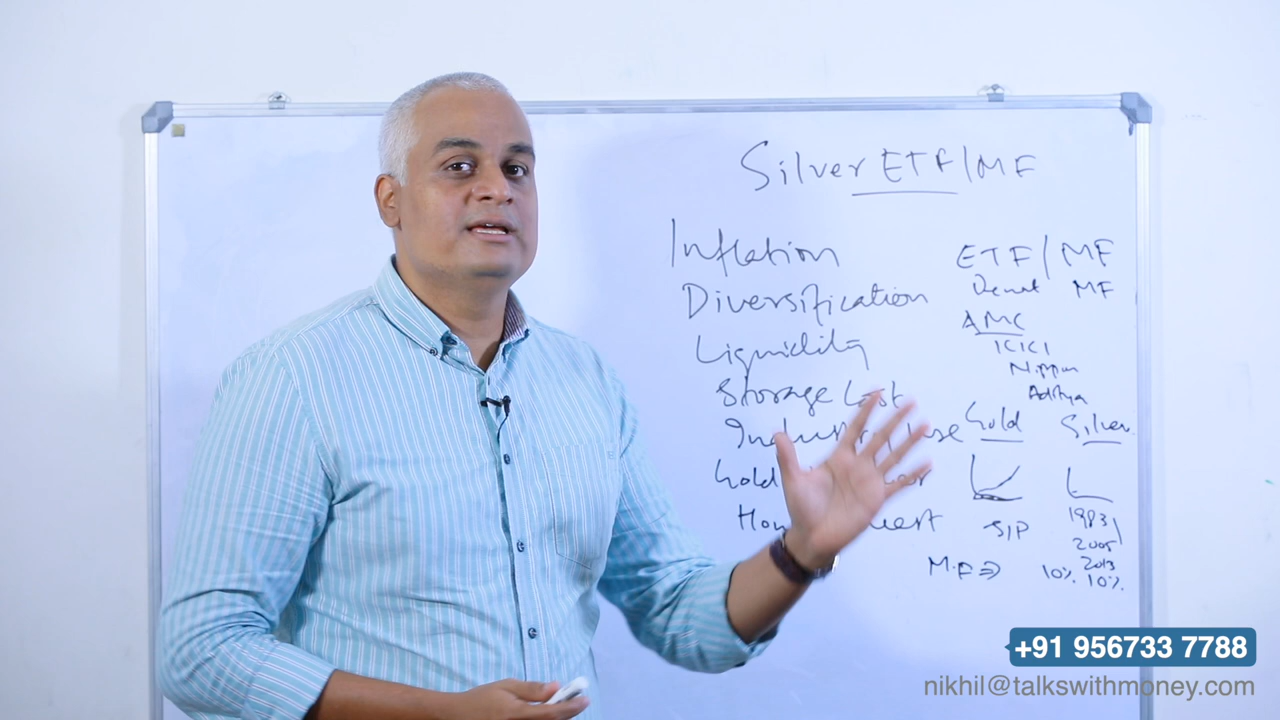 Silver ETF/MF
Inflation
Diversification
Liquidity
Storage Cost
Gold
ETF/MF
Demat MF
AMC
ICICI
Nippon
Aditya
Gold Silver
SIP
1983
2005
2013
M.F ⇒ 10% 10%
+91 956733 7788
nikhil@talkswithmoney.com